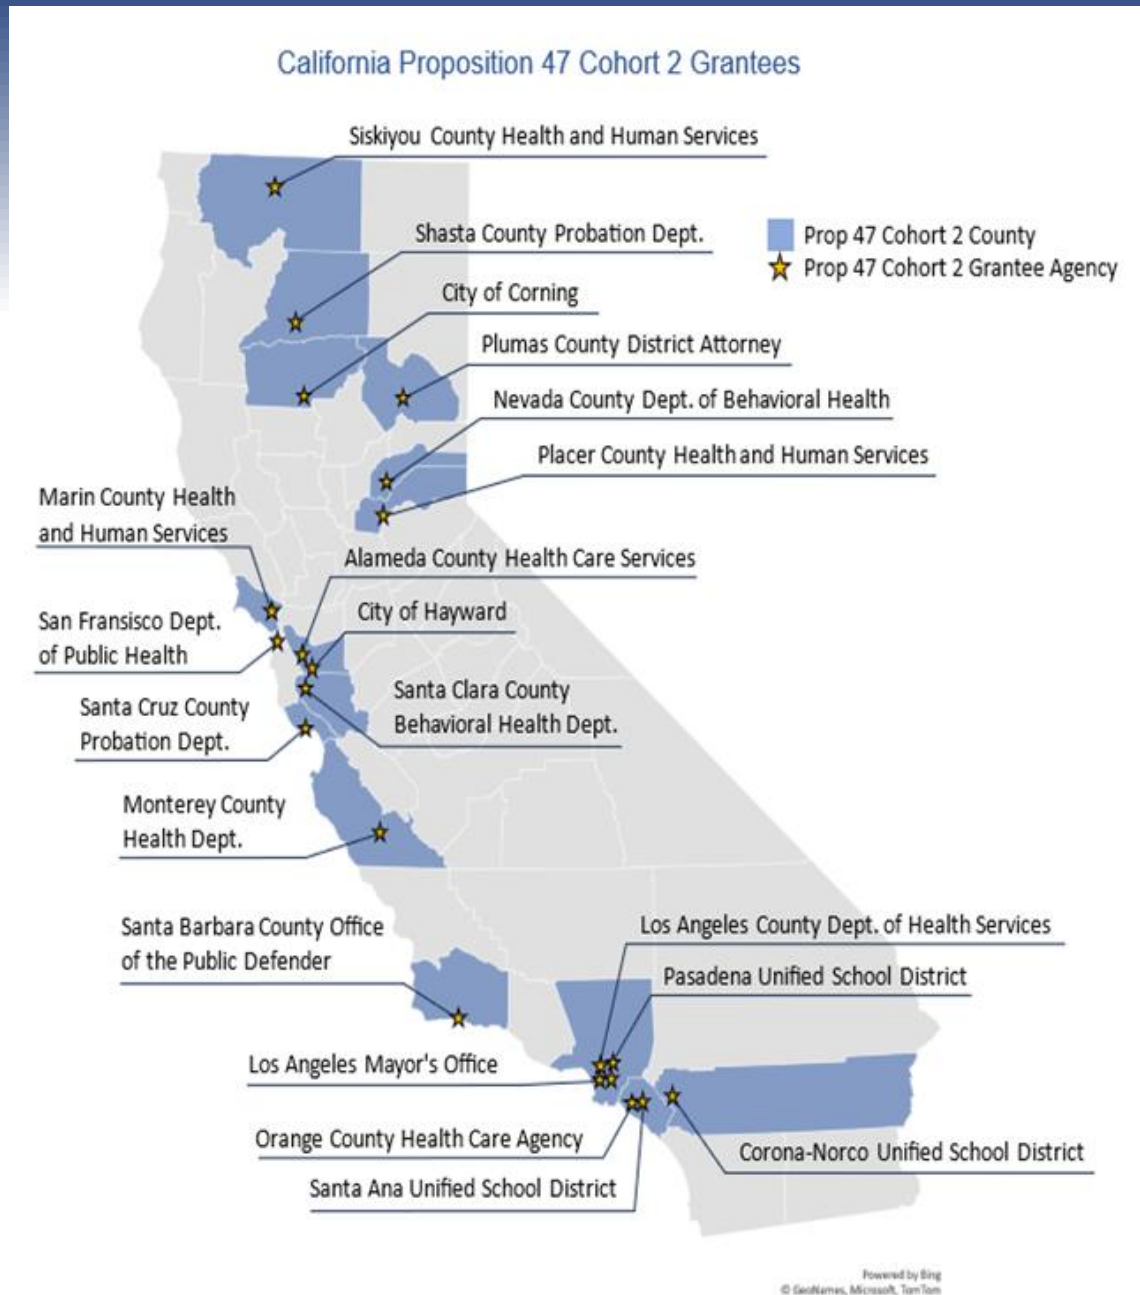 California Proposition 47 Cohort 2 Grantees
Siskiyou County Health and Human Services
Shasta County Probation Dept.
Prop 47 Cohort 2 County
Prop 47 Cohort 2 Grantee Agency
City of Corning
Plumas County District Attorney
Nevada County Dept. of Behavioral Health
Placer County Health and Human Services
Marin County Health
and Human Services
Alameda County Health Care Services
San Fransisco Dept.
of Public Health
City of Hayward
Santa Clara County
Behavioral Health Dept.
Santa Cruz County
Probation Dept.
Monterey County
Health Dept.
Santa Barbara County Office
of the Public Defender
Los Angeles County Dept. of Health Services
Pasadena Unified School District
Los Angeles Mayor's Office
Orange County Health Care Agency
Corona-Norco Unified School District
Santa Ana Unified School District
Powered by Bing
© GeoNames, Microsoft, TomTom